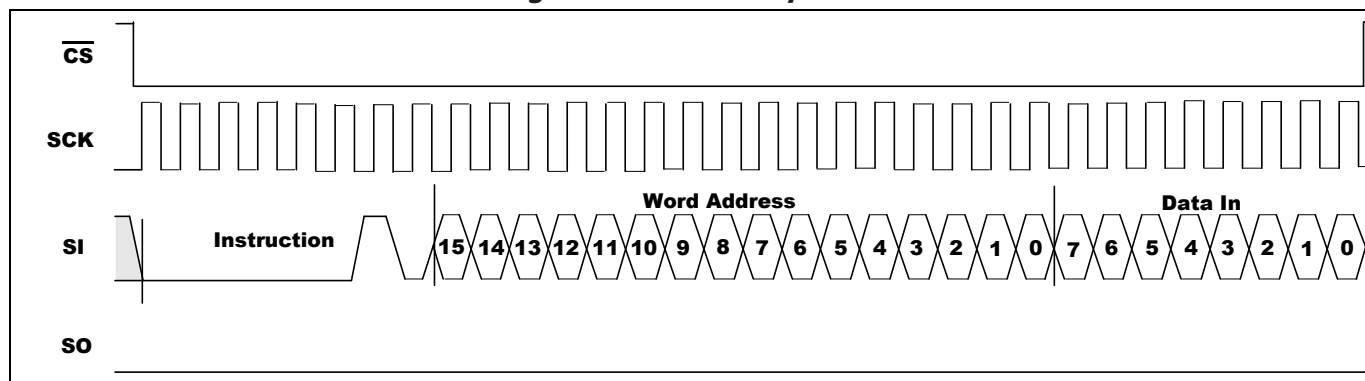 CS
SCK
Word Address Data In
SI Instruction 15 14 13 12 11 10 9 8 7 6 5 4 3 2 1 0 7 6 5 4 3 2 1 0
SO